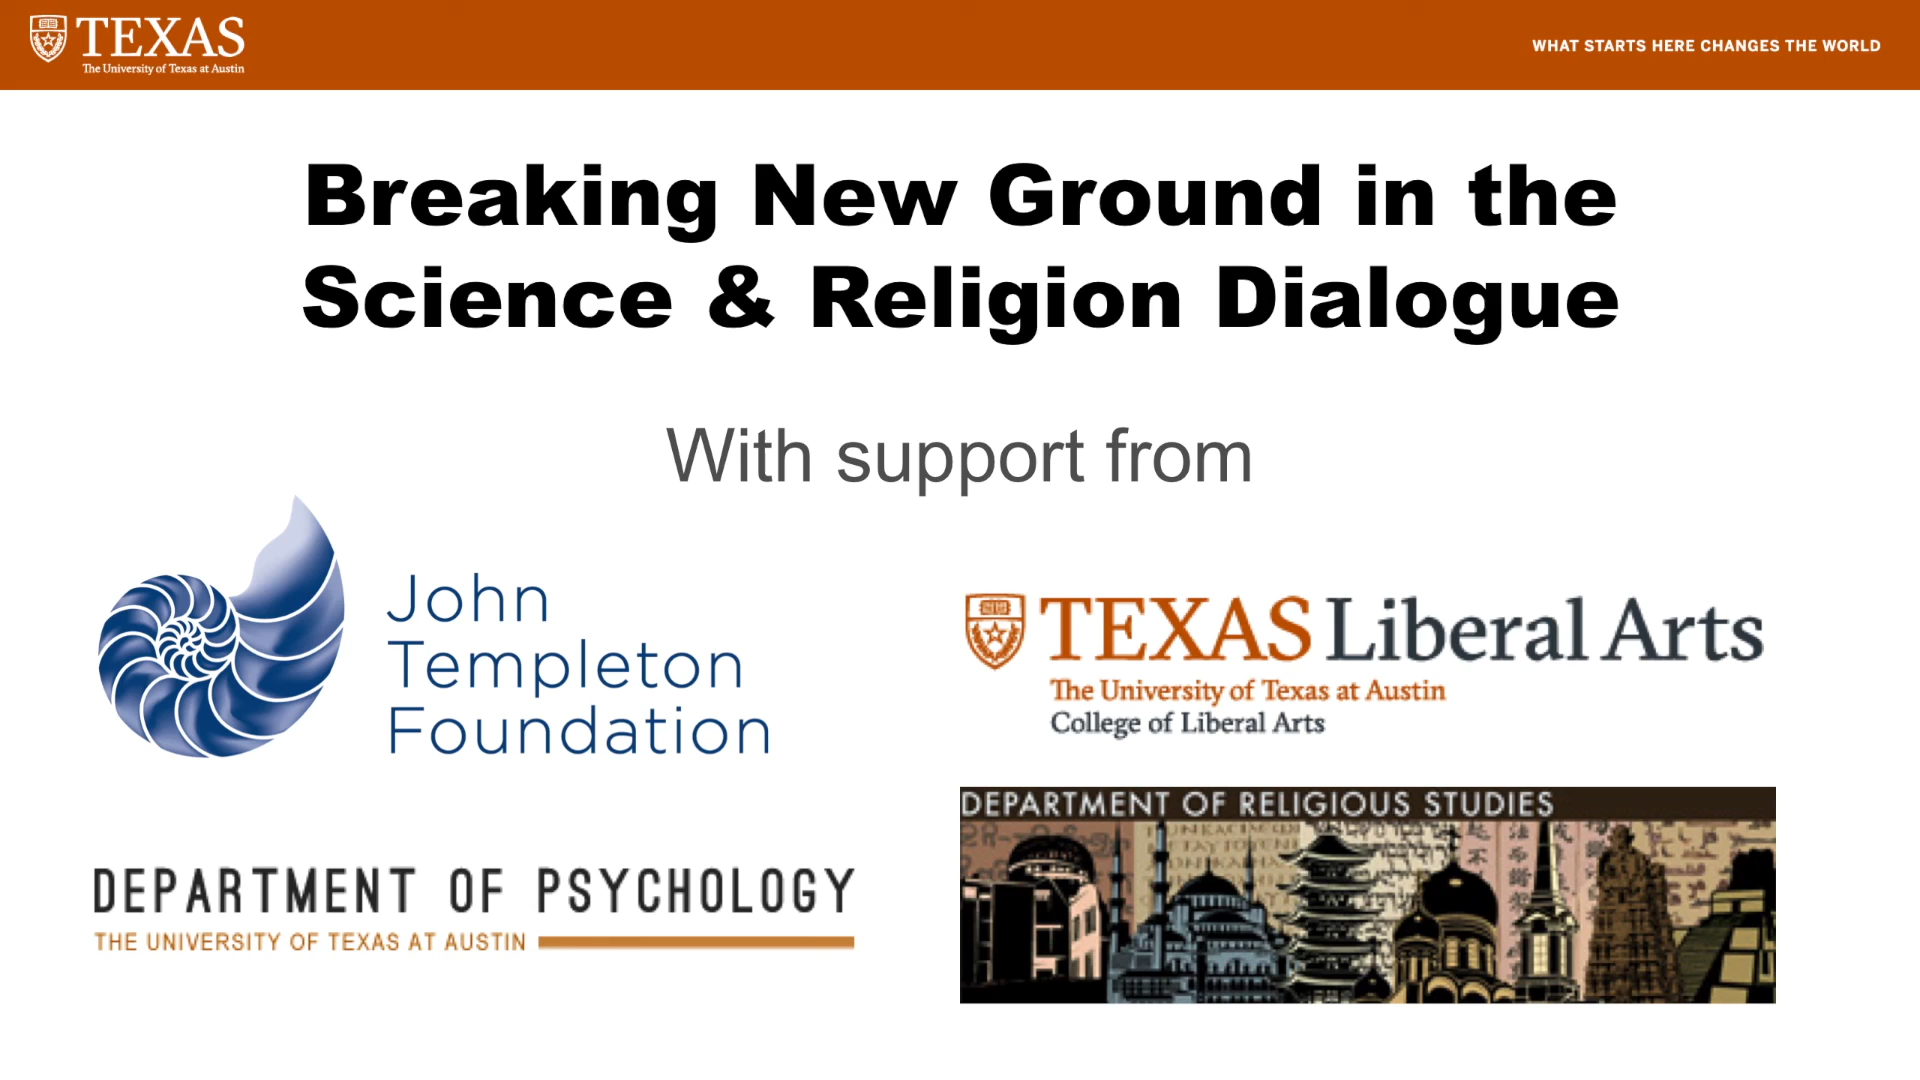 TEXAS
The University of Texas at Austin
WHAT STARTS HERE CHANGES THE WORLD
Breaking New Ground in the
Science & Religion Dialogue
With support from
John
Templeton
Foundation
TEXAS Liberal Arts
The University of Texas at Austin
College of Liberal Arts
DEPARTMENT OF PSYCHOLOGY
THE UNIVERSITY OF TEXAS AT AUSTIN
DEPARTMENT OF RELIGIOUS STUDIES